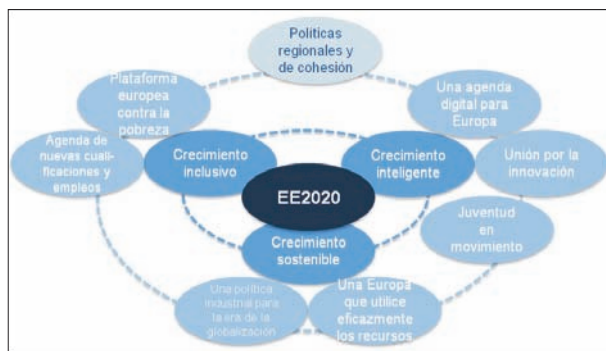 Políticas
regionales y
de cohesión
Plataforma
europea
contra la
pobreza
Una agenda
digital para
Europa
Agenda de
nuevas cuali-
ficaciones y
empleos
Crecimiento
inclusivo
Crecimiento
inteligente
Unión por la
innovación
EE2020
Juventud
en
movimiento
Crecimiento
sostenible
Una política
industrial para
la era de la
globalización
Una Europa
que utilice
eficazmente
los recursos